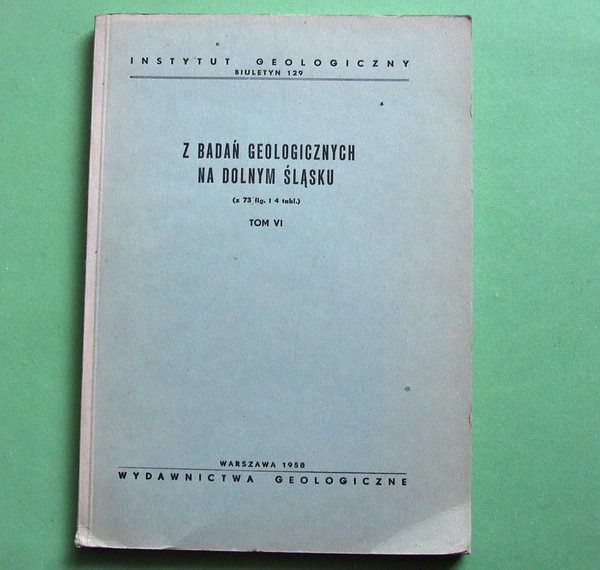 INSTYTUT GEOLOGICZNY
BIULETYN 129
Z BADAŃ GEOLOGICZNYCH
NA DOLNYM ŚLĄSKU
(z 73 fig. i 4 tabl.)
TOM VI
WARSZAWA 1958
WYDAWNICTWA GEOLOGICZNE